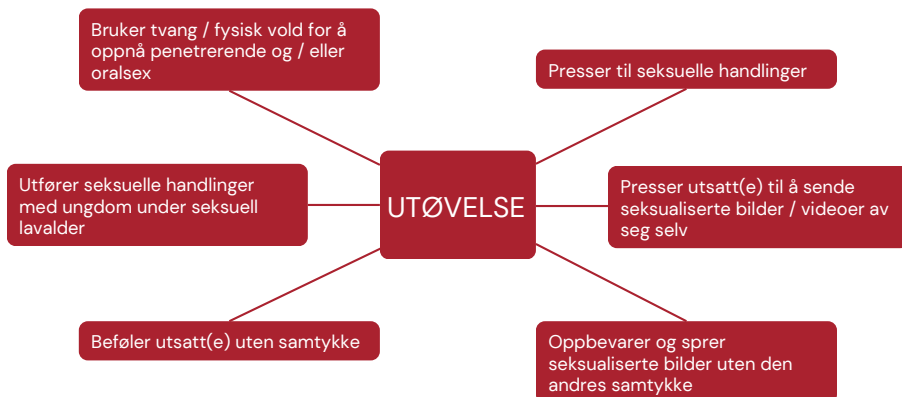 Bruker tvang / fysisk vold for å
oppnå penetrerende og / eller
oralsex
Presser til seksuelle handlinger
Utfører seksuelle handlinger
med ungdom under seksuell
lavalder
UTØVELSE
Presser utsatt(e) til å sende
seksualiserte bilder / videoer av
seg selv
Beføler utsatt(e) uten samtykke
Oppbevarer og sprer
seksualiserte bilder uten den
andres samtykke